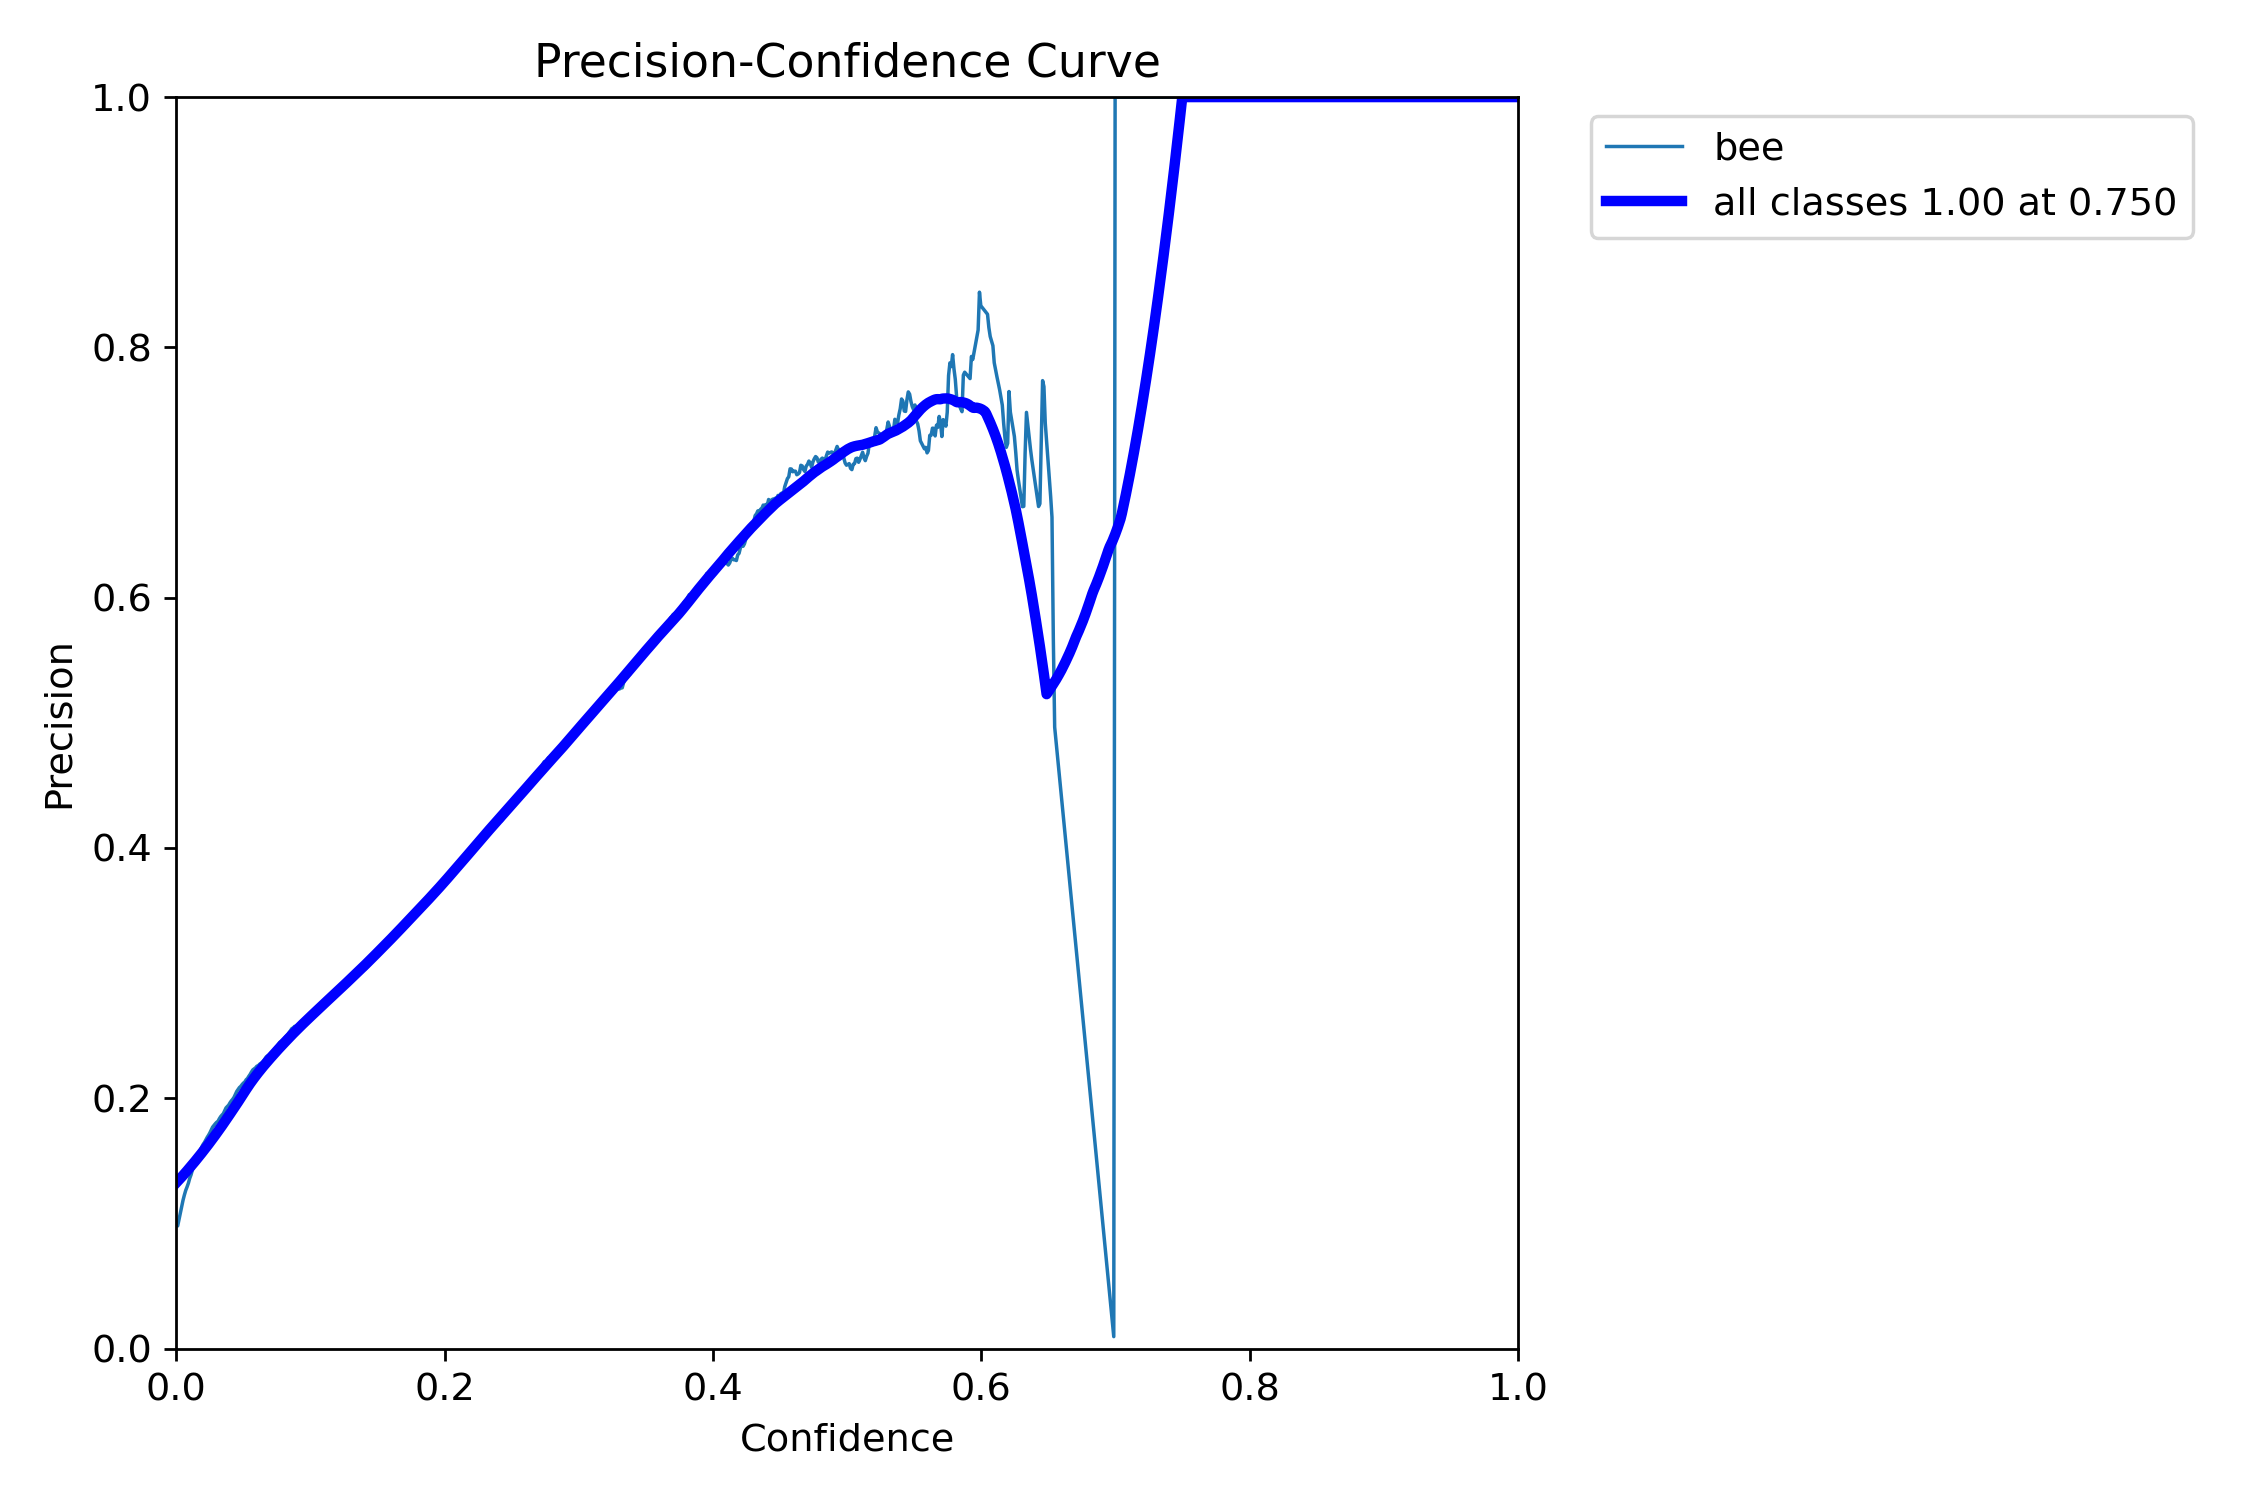 Precision-Confidence Curve
1.0
0.8
0.6
0.4
0.2
0.0
Precision
0.0 0.2 0.4 0.6 0.8 1.0
Confidence
bee
all classes 1.00 at 0.750